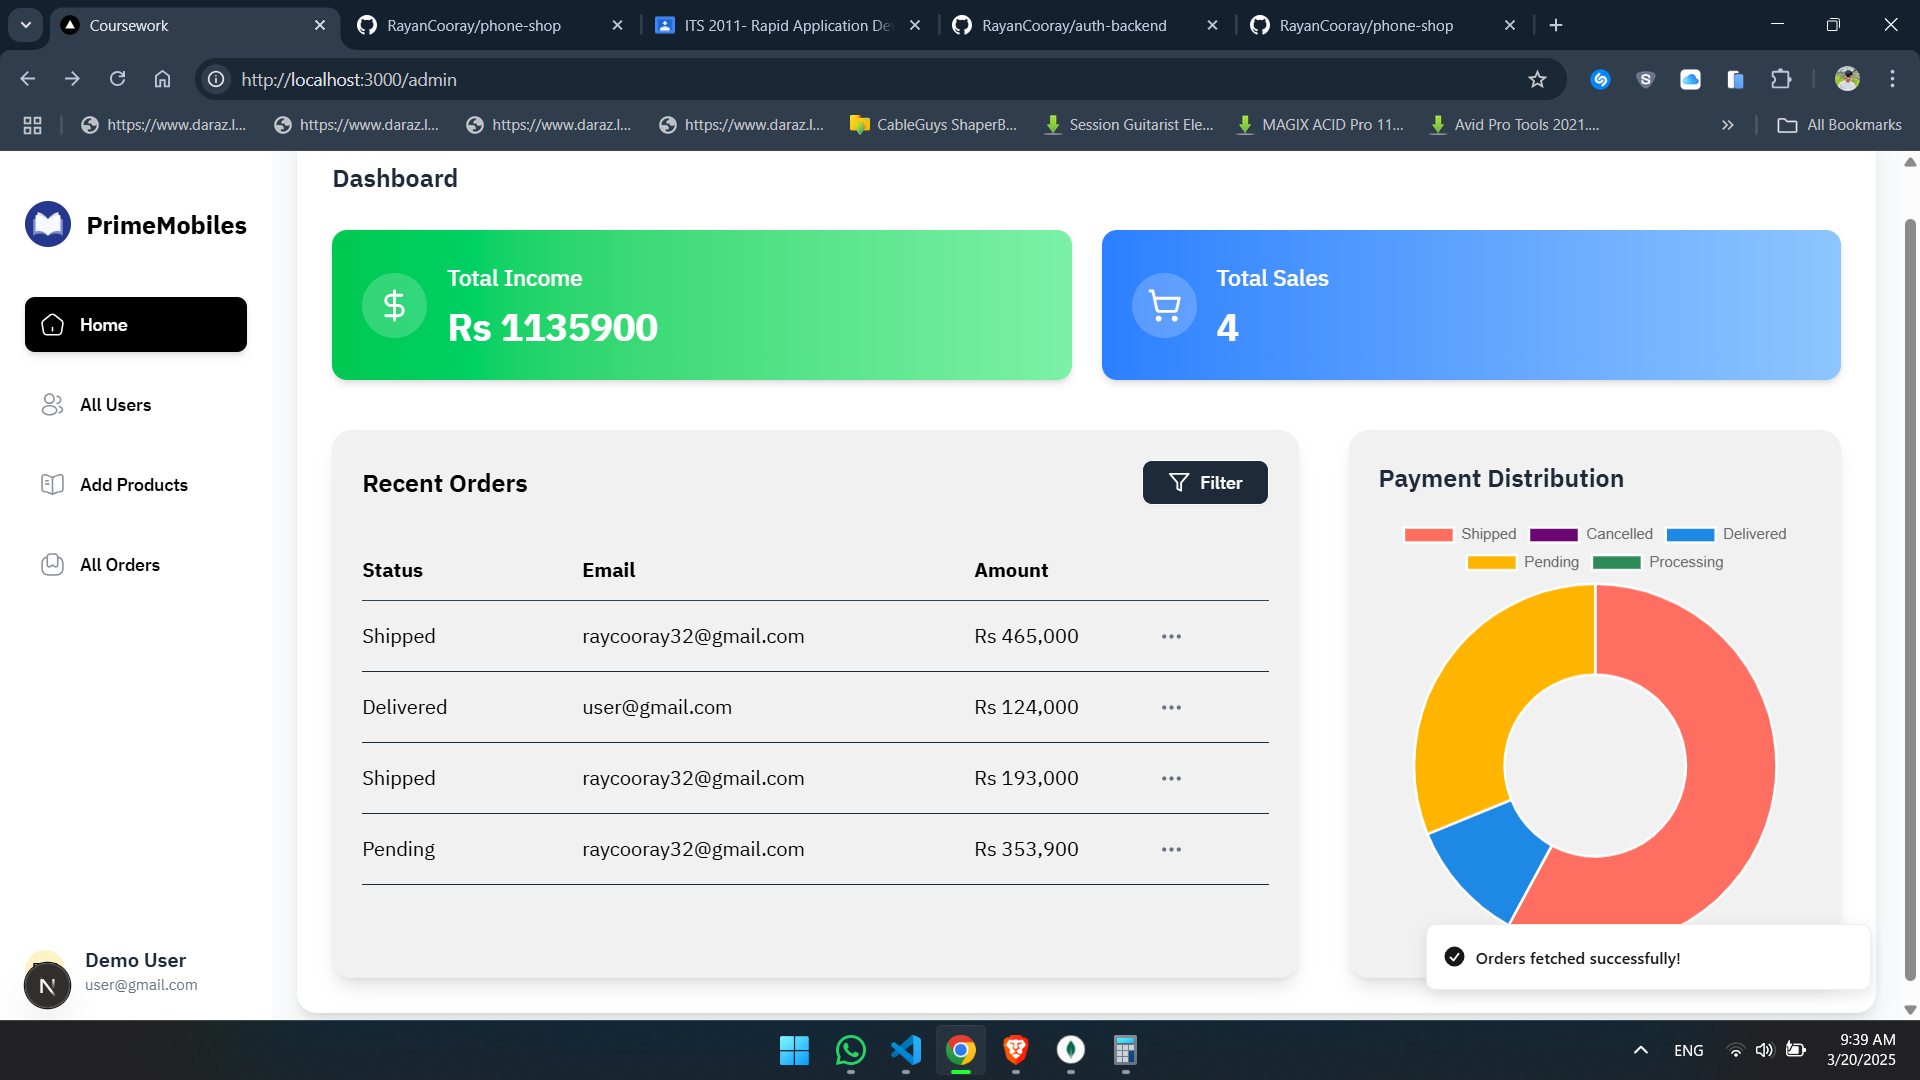 Coursework
RayanCooray/phone-shop
ITS 2011- Rapid Application De
RayanCooray/auth-backend
RayanCooray/phone-shop
http://localhost:3000/admin
https://www.daraz.l...
https://www.daraz.l...
https://www.daraz.l...
https://www.daraz.l...
CableGuys ShaperB...
Session Guitarist Ele...
MAGIX ACID Pro 11...
Avid Pro Tools 2021....
All Bookmarks
PrimeMobiles
Home
All Users
Add Products
All Orders
Demo User
user@gmail.com
N
Dashboard
Total Income
Rs 1135900
Total Sales
4
Recent Orders
Filter
Status Email Amount
Shipped raycooray32@gmail.com Rs 465,000
Delivered user@gmail.com Rs 124,000
Shipped raycooray32@gmail.com Rs 193,000
Pending raycooray32@gmail.com Rs 353,900
Payment Distribution
Shipped Cancelled Delivered
Pending Processing
Orders fetched successfully!
ENG
9:39 AM
3/20/2025